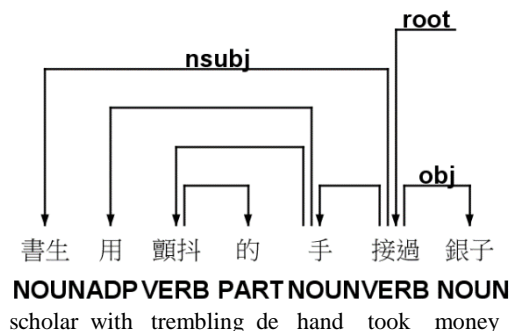 root
nsubj
obj
書生 用 顫抖 的 手 接過 銀子
NOUN ADP VERB PART NOUN VERB NOUN
scholar with trembling de hand took money